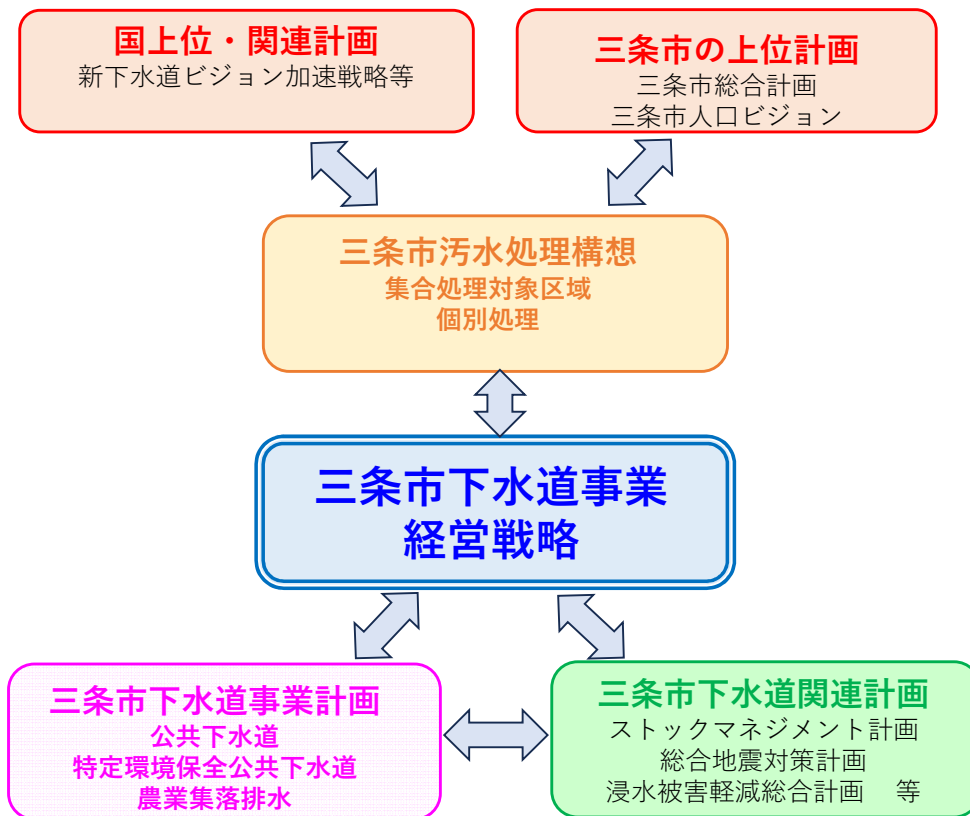 国上位・関連計画
新下水道ビジョン加速戦略等
三条市の上位計画
三条市総合計画
三条市人口ビジョン
三条市汚水処理構想
集合処理対象区域
個別処理
三条市下水道事業
経営戦略
三条市下水道事業計画
公共下水道
特定環境保全公共下水道
農業集落排水
三条市下水道関連計画
ストックマネジメント計画
総合地震対策計画
浸水被害軽減総合計画　等